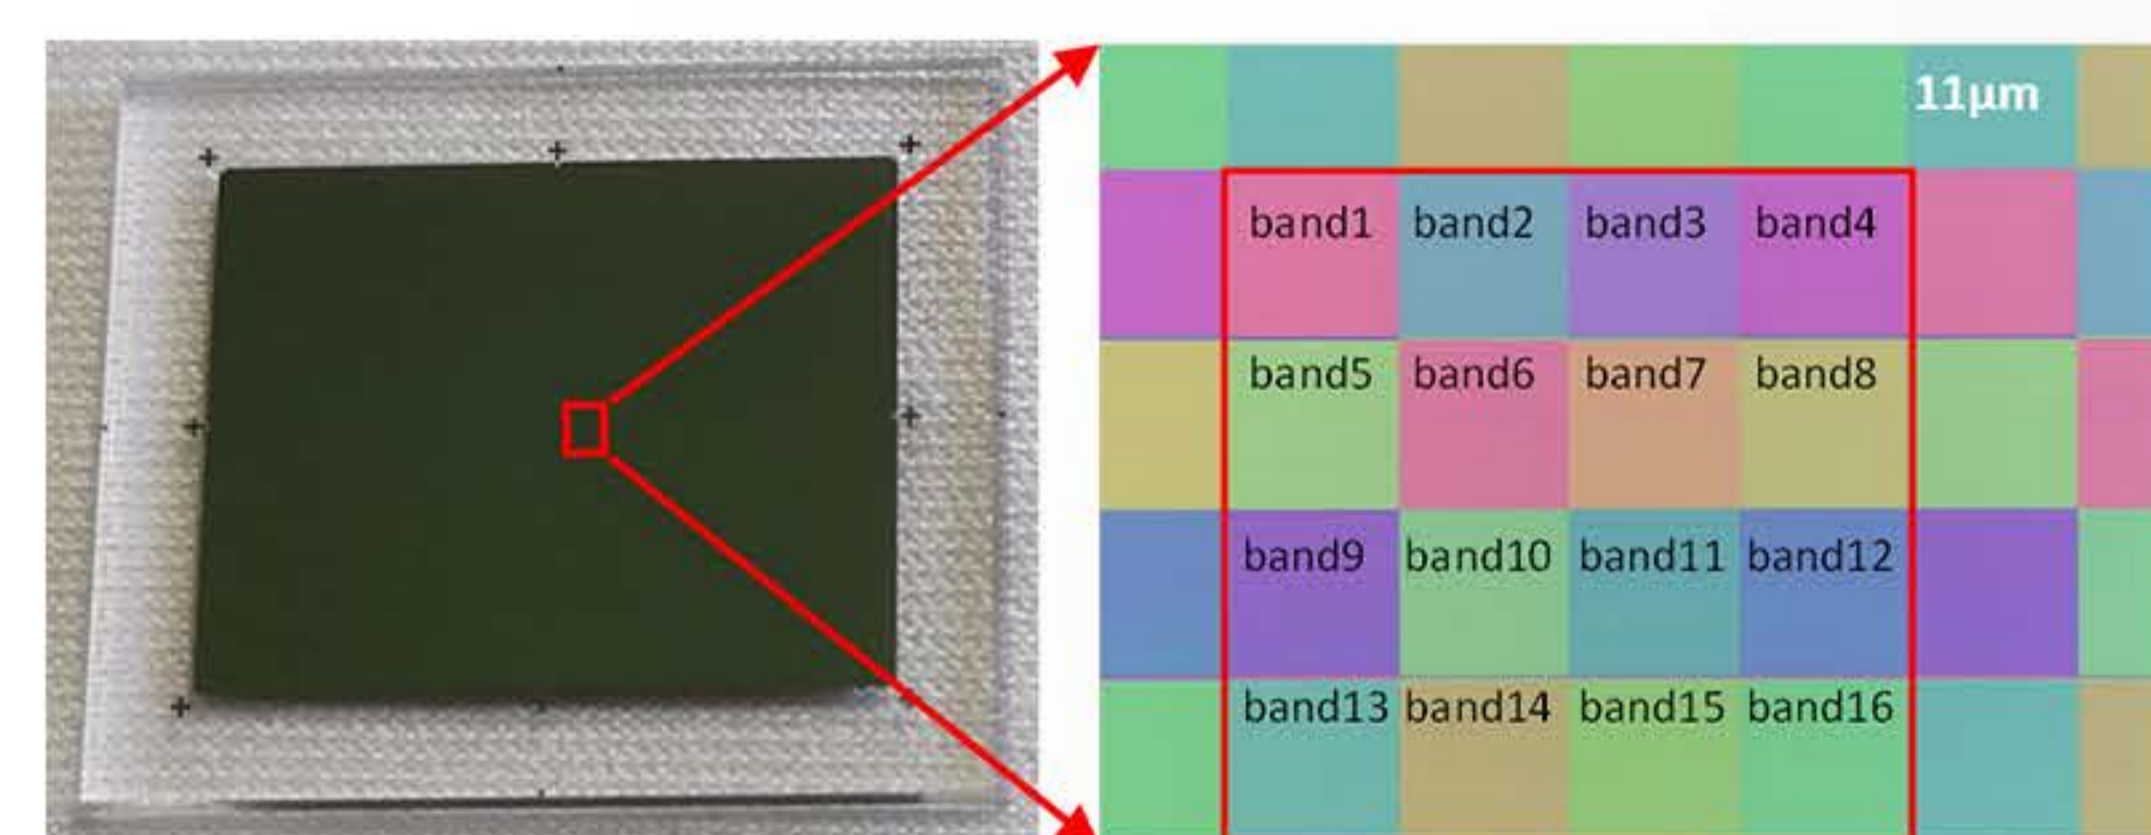 11μm
band1 band2 band3 band4
band5 band6 band7 band8
band9 band10 band11 band12
band13 band14 band15 band16